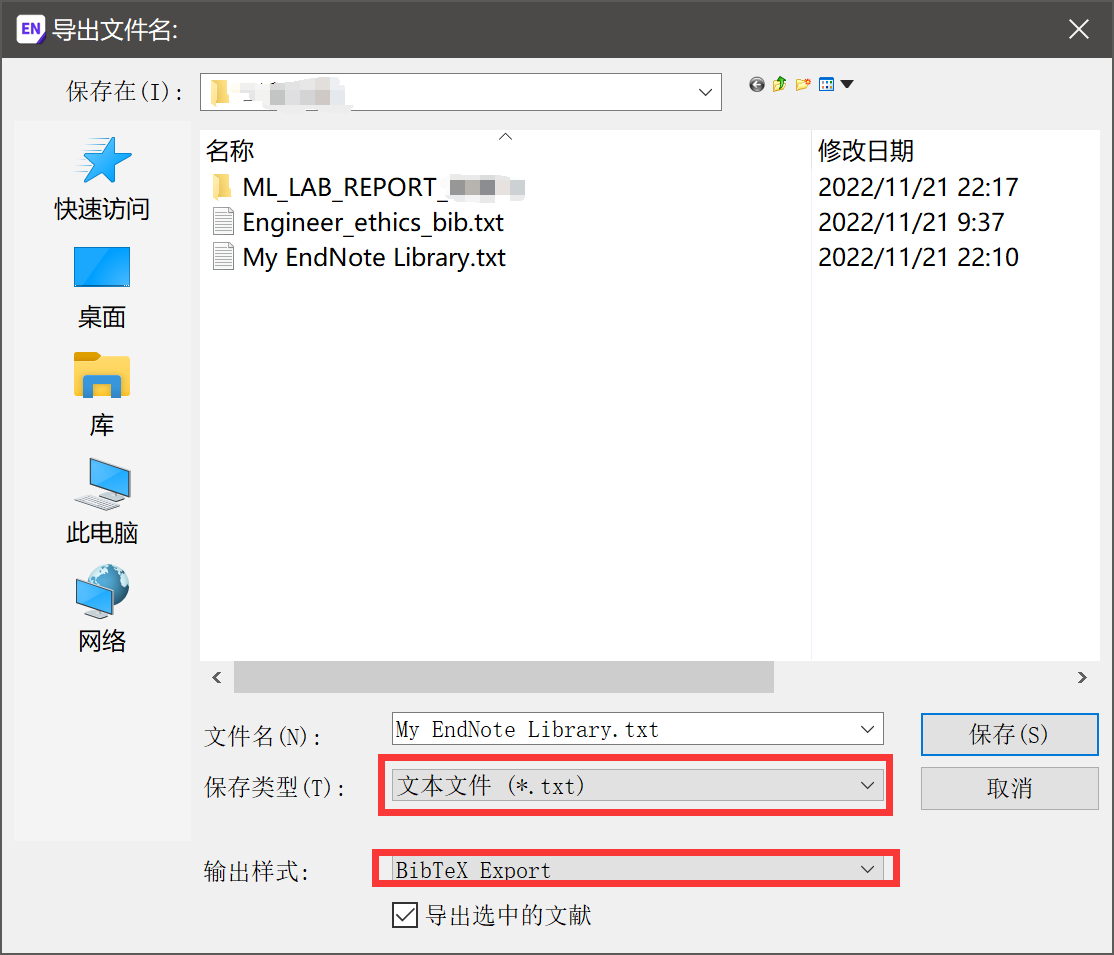 EN 导出文件名:
保存在(I):
名称 修改日期
ML_LAB_REPORT_ 2022/11/21 22:17
Engineer_ethics_bib.txt 2022/11/21 9:37
My EndNote Library.txt 2022/11/21 22:10
快速访问
桌面
库
此电脑
网络
文件名(N): My EndNote Library.txt 保存(S)
保存类型(T): 文本文件 (*.txt) 取消
输出样式: BibTeX Export
导出选中的文献